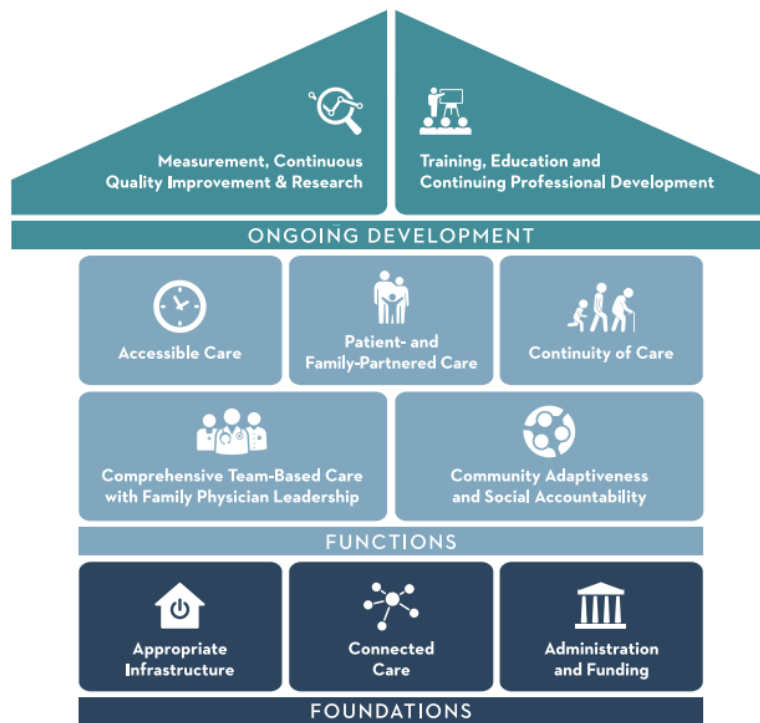 Measurement, Continuous
Quality Improvement & Research
Training, Education and
Continuing Professional Development
ONGOING DEVELOPMENT
Accessible Care
Patient- and
Family-Partnered Care
Continuity of Care
Comprehensive Team-Based Care
with Family Physician Leadership
Community Adaptiveness
and Social Accountability
FUNCTIONS
Appropriate
Infrastructure
Connected
Care
Administration
and Funding
FOUNDATIONS